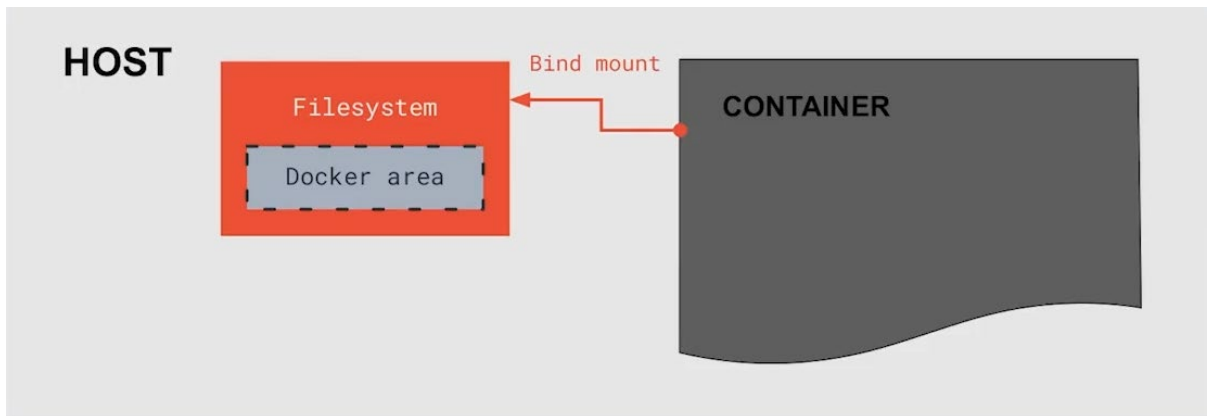 HOST
Filesystem
Docker area
Bind mount
CONTAINER